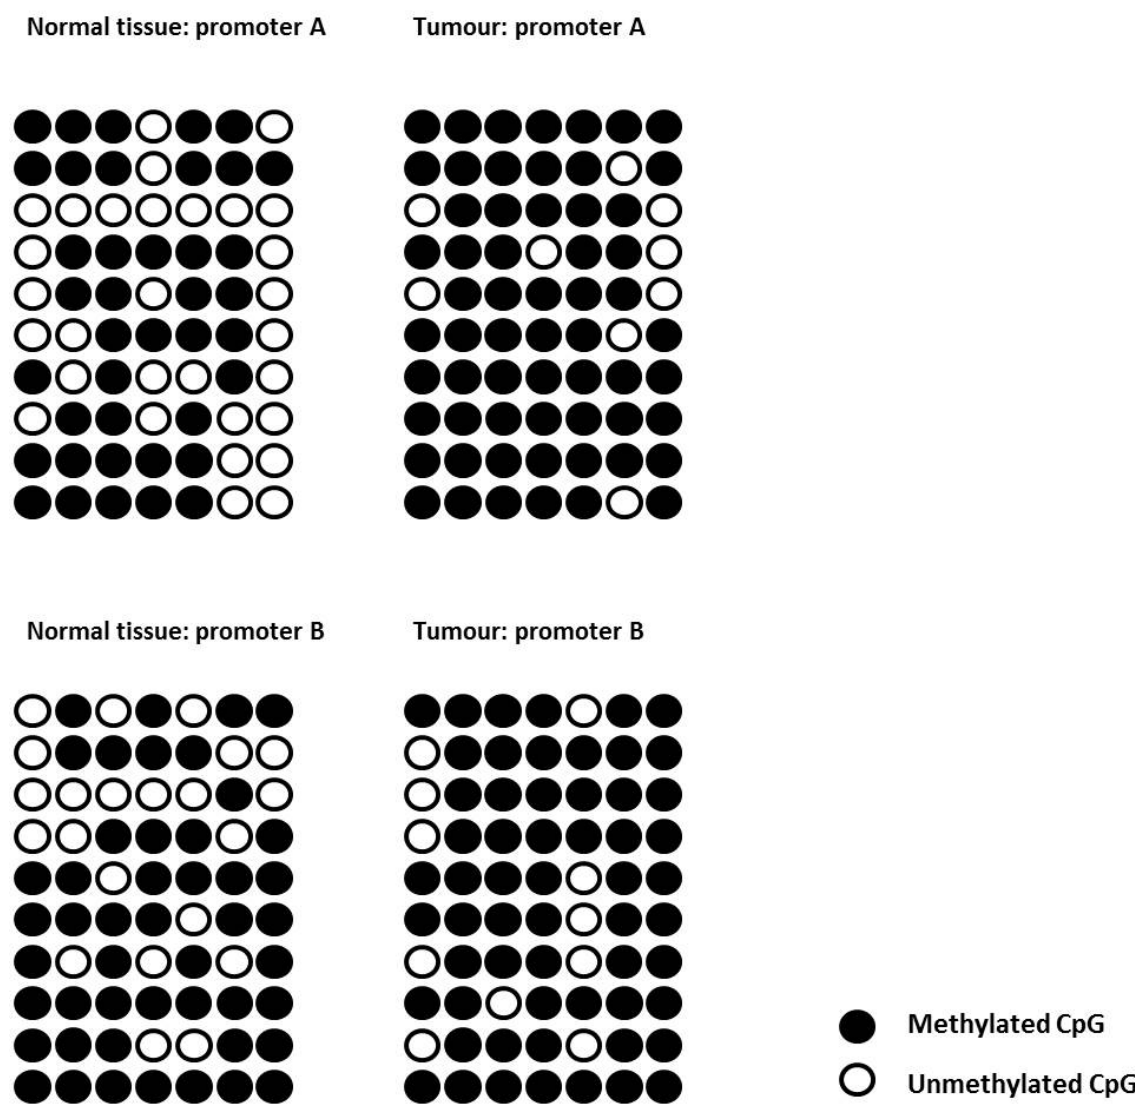 Normal tissue: promoter A
Tumour: promoter A
Normal tissue: promoter B
Tumour: promoter B
Methylated CpG
Unmethylated CpG